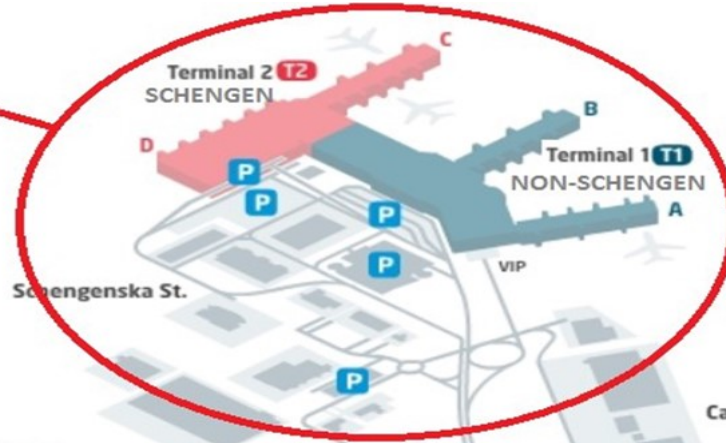 C
Terminal 2 T2
SCHENGEN
B
D
Terminal 1 T1
P
NON-SCHENGEN
P
P
A
P
VIP
Schengenska St.
P